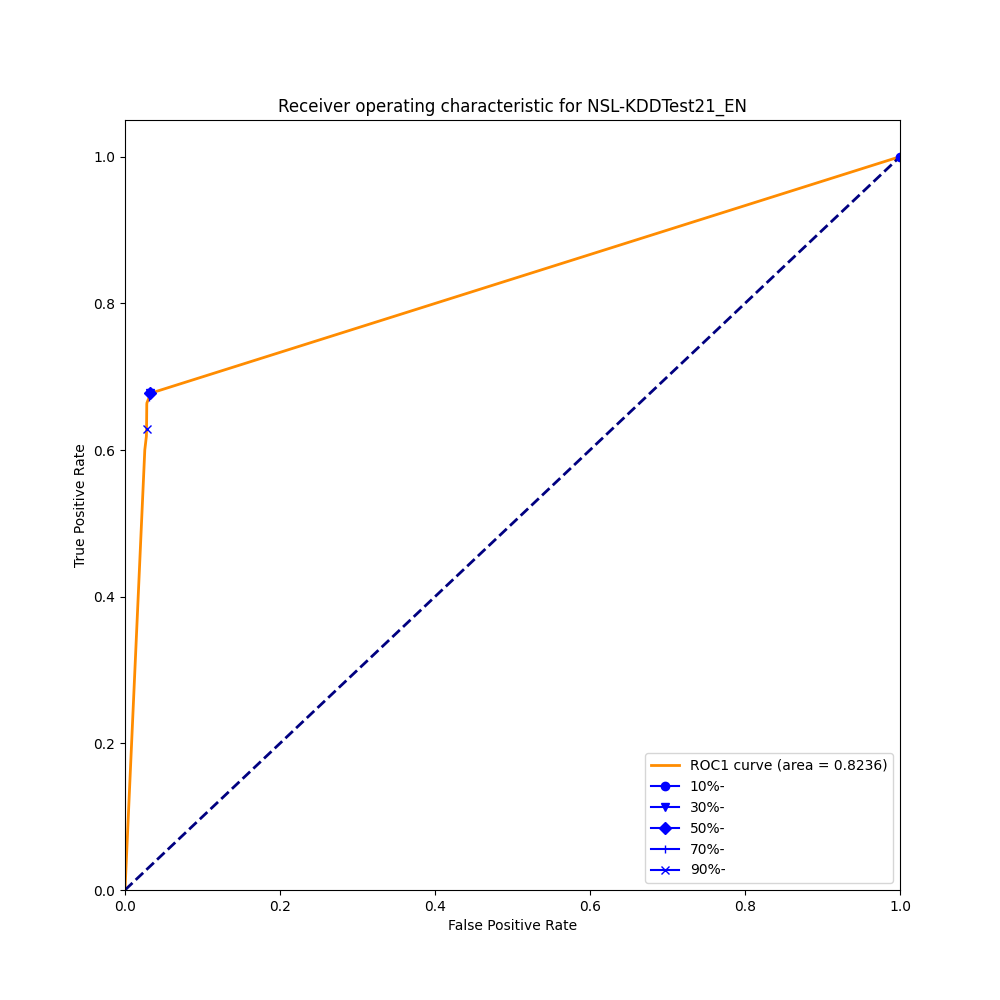 Receiver operating characteristic for NSL-KDDTest21_EN
1.0
0.8
0.6
0.4
0.2
0.0
True Positive Rate
ROC1 curve (area = 0.8236)
10%-
30%-
50%-
70%-
90%-
0.0 0.2 0.4 0.6 0.8 1.0
False Positive Rate